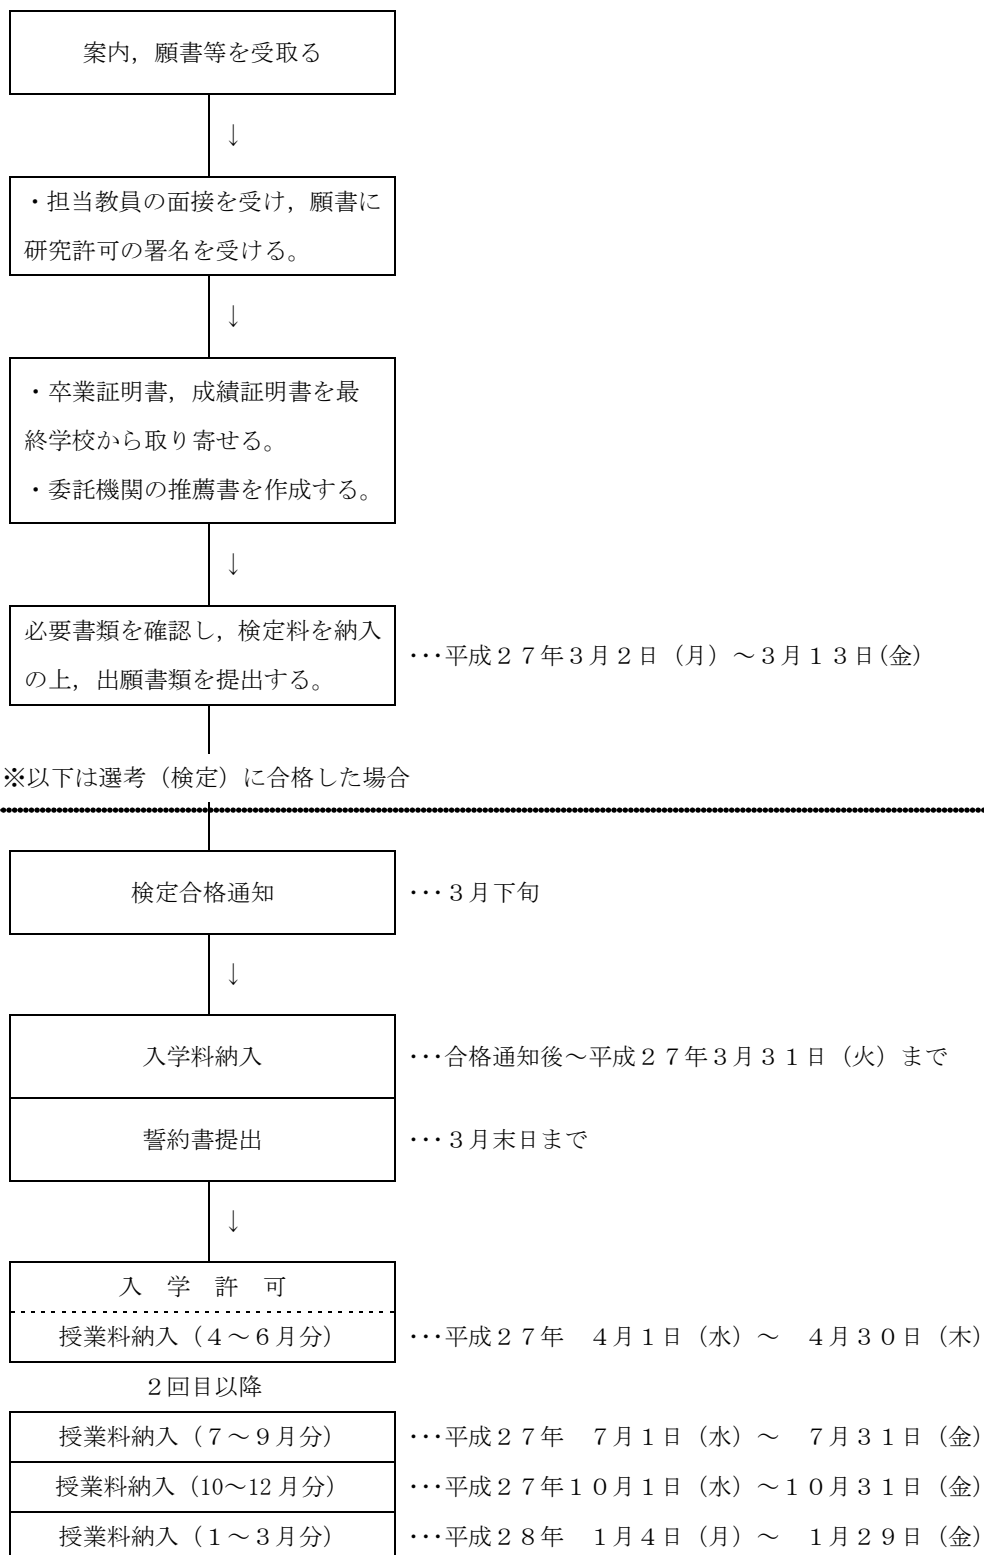 案内，願書等を受取る
↓
・担当教員の面接を受け，願書に
研究許可の署名を受ける。
↓
・卒業証明書，成績証明書を最
終学校から取り寄せる。
・委託機関の推薦書を作成する。
↓
必要書類を確認し，検定料を納入
の上，出願書類を提出する。
･･･平成２７年３月２日（月）～３月１３日(金)
※以下は選考（検定）に合格した場合
検定合格通知 ･･･３月下旬
↓
入学料納入 ･･･合格通知後～平成２７年３月３１日（火）まで
誓約書提出 ･･･３月末日まで
↓
入　学　許　可
授業料納入（４～６月分） ･･･平成２７年　４月１日（水）～　４月３０日（木）
２回目以降
授業料納入（７～９月分） ･･･平成２７年　７月１日（水）～　７月３１日（金）
授業料納入（10～12 月分） ･･･平成２７年１０月１日（水）～１０月３１日（金）
授業料納入（１～３月分） ･･･平成２８年　１月４日（月）～　１月２９日（金）